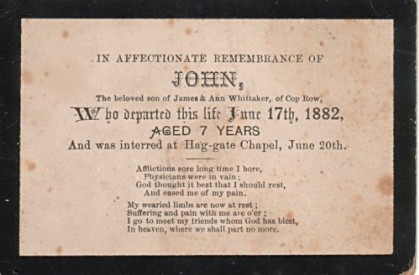 IN AFFECTIONATE REMEMBRANCE OF
JOHN,
The beloved son of James & Ann Whittaker, of Cop Row,
Who departed this life June 17th, 1882,
AGED 7 YEARS
And was interred at Hag-gate Chapel, June 20th.
Afflictions sore long time I bore,
Physicians were in vain;
God thought it best that I should rest,
And eased me of my pain.
My wearied limbs are now at rest;
Suffering and pain with me are o'er;
I go to meet my friends whom God has blest,
In heaven, where we shall part no more.